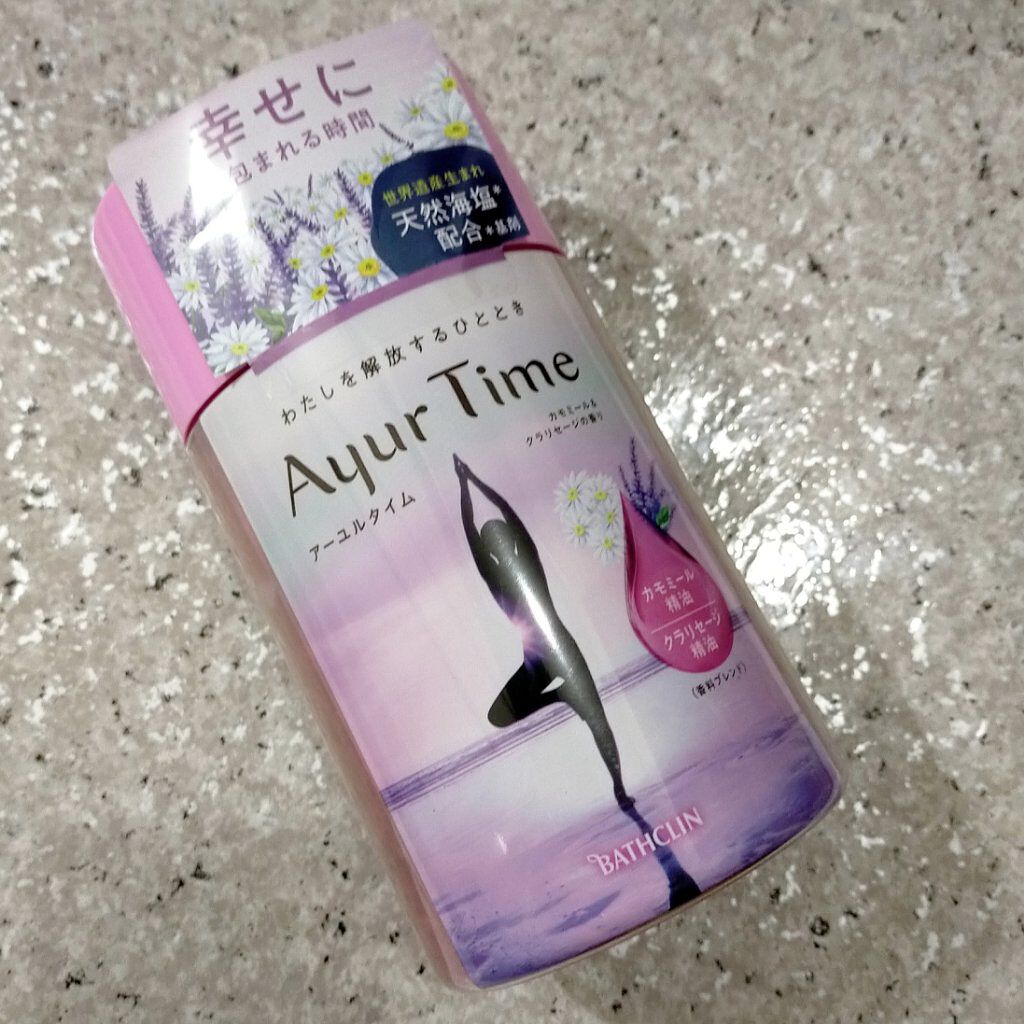 幸せに
包まれる時間
世界遺産生まれ
天然海塩*
配合 *基剤
わたしを解放するひととき
Ayur Time
アーユルタイム
カモミール&
クラリセージの香り
カモミール
精油
クラリセージ
精油
(香料ブレンド)
BATHCLIN